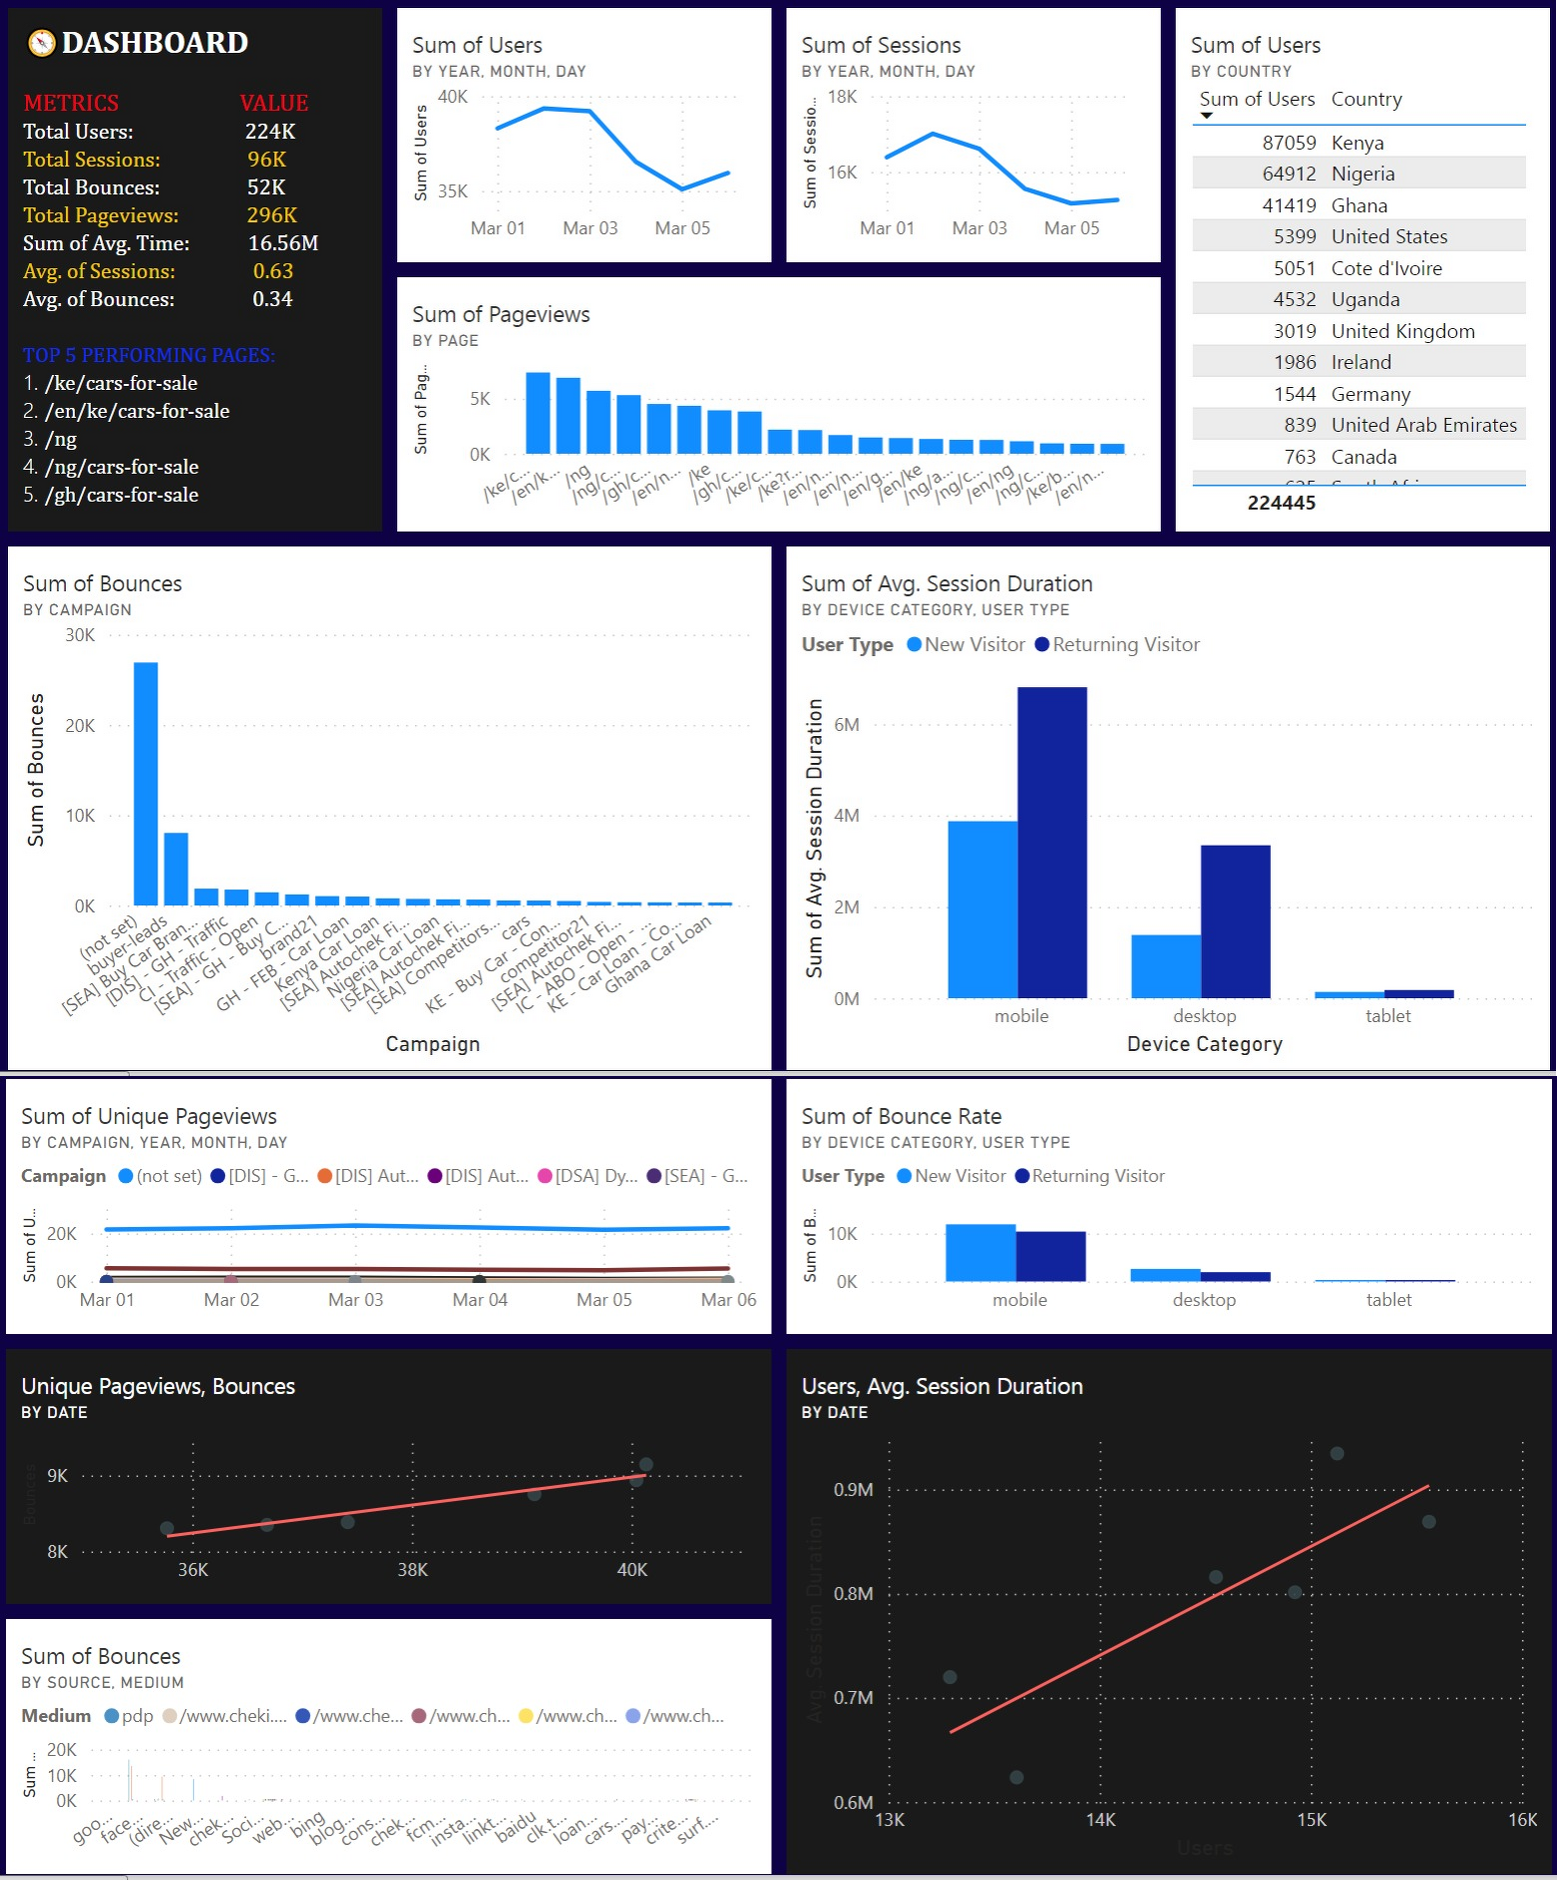 DASHBOARD
METRICS VALUE
Total Users: 224K
Total Sessions: 96K
Total Bounces: 52K
Total Pageviews: 296K
Sum of Avg. Time: 16.56M
Avg. of Sessions: 0.63
Avg. of Bounces: 0.34
TOP 5 PERFORMING PAGES:
1. /ke/cars-for-sale
2. /en/ke/cars-for-sale
3. /ng
4. /ng/cars-for-sale
5. /gh/cars-for-sale
Sum of Users
BY YEAR, MONTH, DAY
Sum of Users
40K
35K
Mar 01 Mar 03 Mar 05
Sum of Sessions
BY YEAR, MONTH, DAY
Sum of Sessio...
18K
16K
Mar 01 Mar 03 Mar 05
Sum of Users
BY COUNTRY
Sum of Users Country
87059 Kenya
64912 Nigeria
41419 Ghana
5399 United States
5051 Cote d'Ivoire
4532 Uganda
3019 United Kingdom
1986 Ireland
1544 Germany
839 United Arab Emirates
763 Canada
224445
Sum of Pageviews
BY PAGE
Sum of Pag...
5K
0K
/ke/c... /en/k... /ng /ng/c... /gh/c... /en/n... /ke /gh/c... /ke/c... /ke?r... /en/n... /en/n... /en/g... /en/ke /ng/a... /ng/c... /en/ng /ng/c... /ke/b... /en/n...
Sum of Bounces
BY CAMPAIGN
Sum of Bounces
30K
20K
10K
0K
(not set)
buyer-leads
[SEA] Buy Car Bran...
[DIS] - GH - Traffic
CI - Traffic - Open
[SEA] - GH - Buy C...
brand21
GH - FEB - Car Loan
Kenya Car Loan
[SEA] Autochek Fi...
Nigeria Car Loan
[SEA] Autochek Fi...
[SEA] Competitors...
cars
KE - Buy Car - Con...
competitor21
[SEA] Autochek Fi...
IC - ABO - Open - ...
KE - Car Loan - Co...
Ghana Car Loan
Campaign
Sum of Avg. Session Duration
BY DEVICE CATEGORY, USER TYPE
User Type New Visitor Returning Visitor
Sum of Avg. Session Duration
6M
4M
2M
0M
mobile desktop tablet
Device Category
Sum of Unique Pageviews
BY CAMPAIGN, YEAR, MONTH, DAY
Campaign (not set) [DIS] - G... [DIS] Aut... [DIS] Aut... [DSA] Dy... [SEA] - G...
Sum of U...
20K
0K
Mar 01 Mar 02 Mar 03 Mar 04 Mar 05 Mar 06
Sum of Bounce Rate
BY DEVICE CATEGORY, USER TYPE
User Type New Visitor Returning Visitor
Sum of B...
10K
0K
mobile desktop tablet
Unique Pageviews, Bounces
BY DATE
Bounces
9K
8K
36K 38K 40K
Users, Avg. Session Duration
BY DATE
Avg. Session Duration
0.9M
0.8M
0.7M
0.6M
13K 14K 15K 16K
Users
Sum of Bounces
BY SOURCE, MEDIUM
Medium pdp /www.cheki.... /www.che... /www.ch... /www.ch... /www.ch...
Sum ...
20K
10K
0K
goo... face... (dire... New... chek... Soci... web... bing blog... cons... chek... fcm... insta... linkt... baidu clk.t... loan... cars... pay... crite... surf....